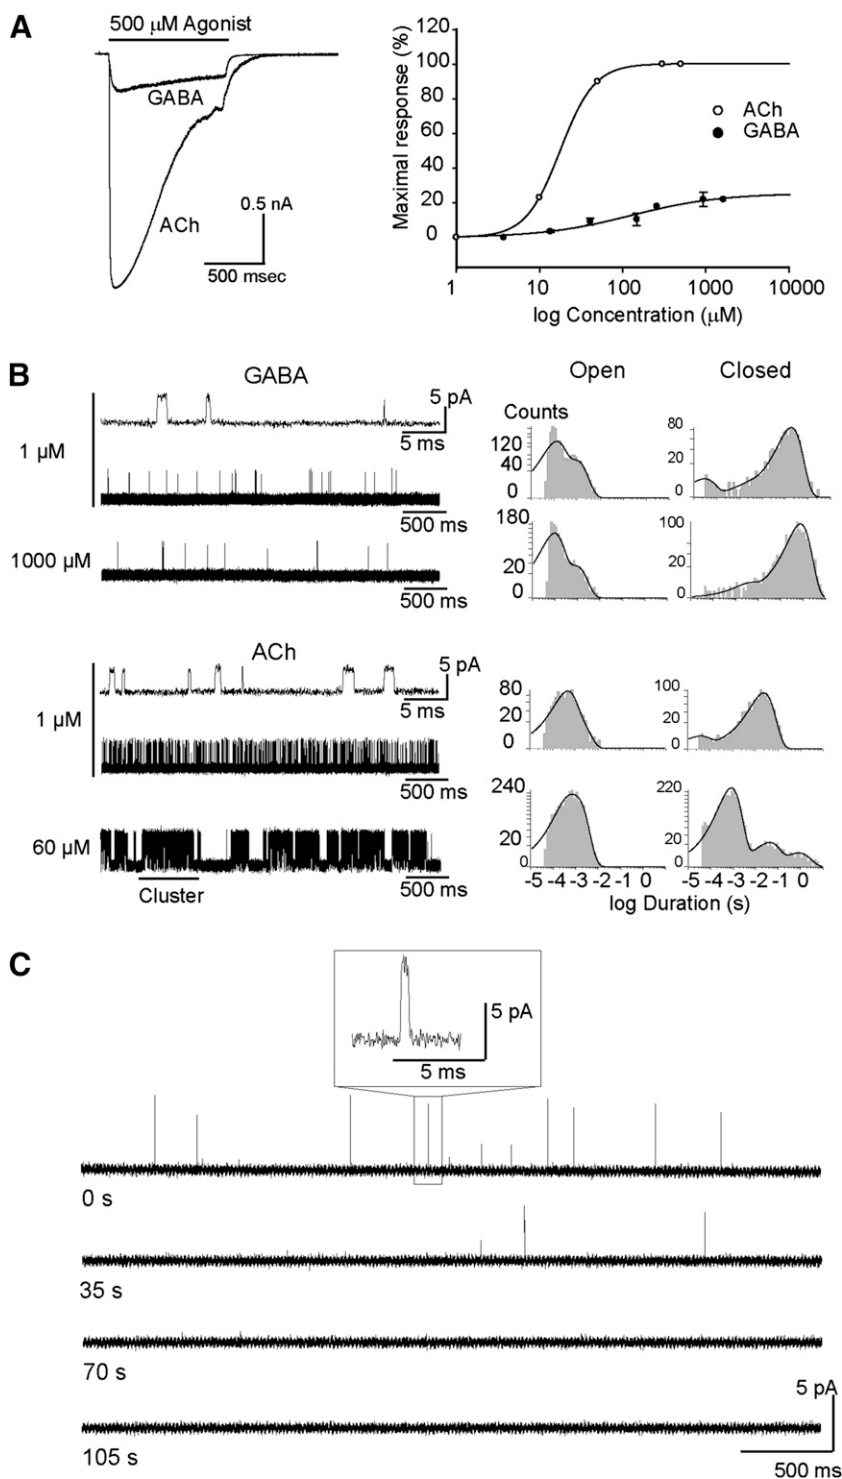 A
500 μM Agonist
GABA
ACh
0.5 nA
500 msec
Maximal response (%)
120
100
80
60
40
20
0
ACh
GABA
1 10 100 1000 10000
log Concentration (μM)
B
GABA
Open
Closed
1 μM
5 pA
5 ms
500 ms
Counts
120
40
0
80
20
0
1000 μM
500 ms
180
20
0
100
20
0
ACh
1 μM
5 pA
5 ms
500 ms
80
20
0
100
20
0
60 μM
Cluster
500 ms
240
20
0
220
20
0
-5 -4 -3 -2 -1 0
-5 -4 -3 -2 -1 0
log Duration (s)
C
5 pA
5 ms
0 s
35 s
70 s
105 s
5 pA
500 ms